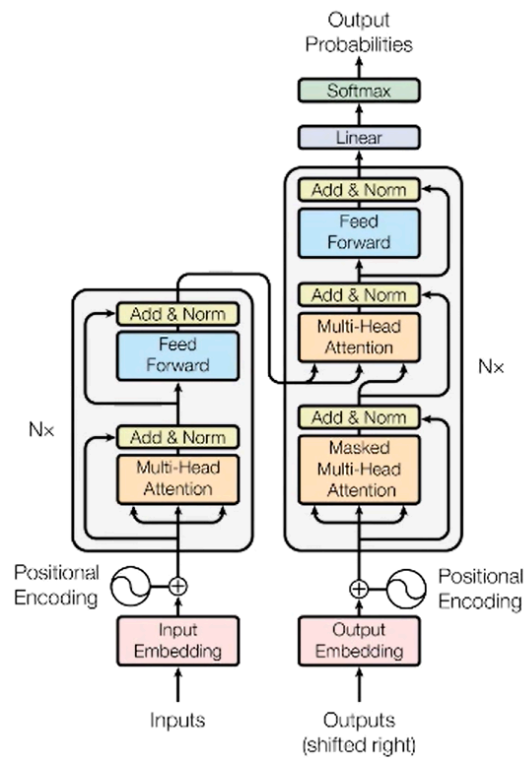 Output
Probabilities
Softmax
Linear
Add & Norm
Feed
Forward
Add & Norm
Multi-Head
Attention
Add & Norm
Masked
Multi-Head
Attention
Nx
Add & Norm
Feed
Forward
Add & Norm
Multi-Head
Attention
Nx
Positional
Encoding
Positional
Encoding
Input
Embedding
Output
Embedding
Inputs
Outputs
(shifted right)